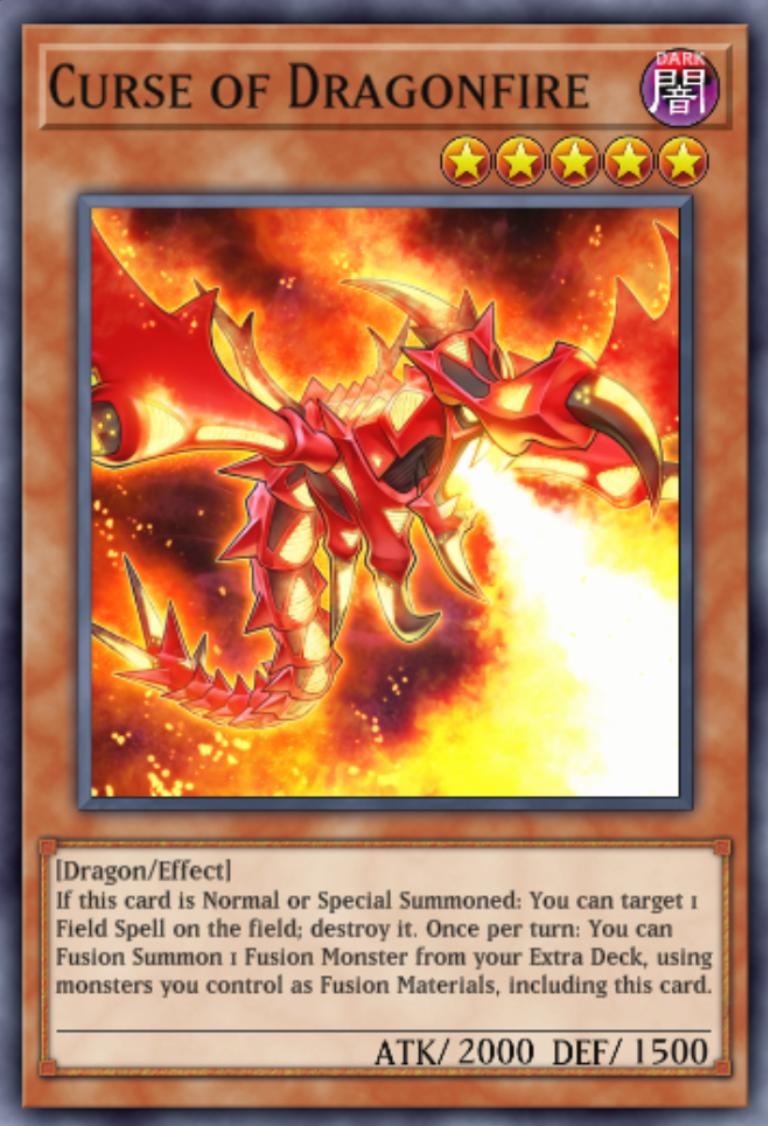 CURSE OF DRAGONFIRE
DARK
闇
[Dragon/Effect]
If this card is Normal or Special Summoned: You can target 1
Field Spell on the field; destroy it. Once per turn: You can
Fusion Summon 1 Fusion Monster from your Extra Deck, using
monsters you control as Fusion Materials, including this card.
ATK/ 2000 DEF/ 1500